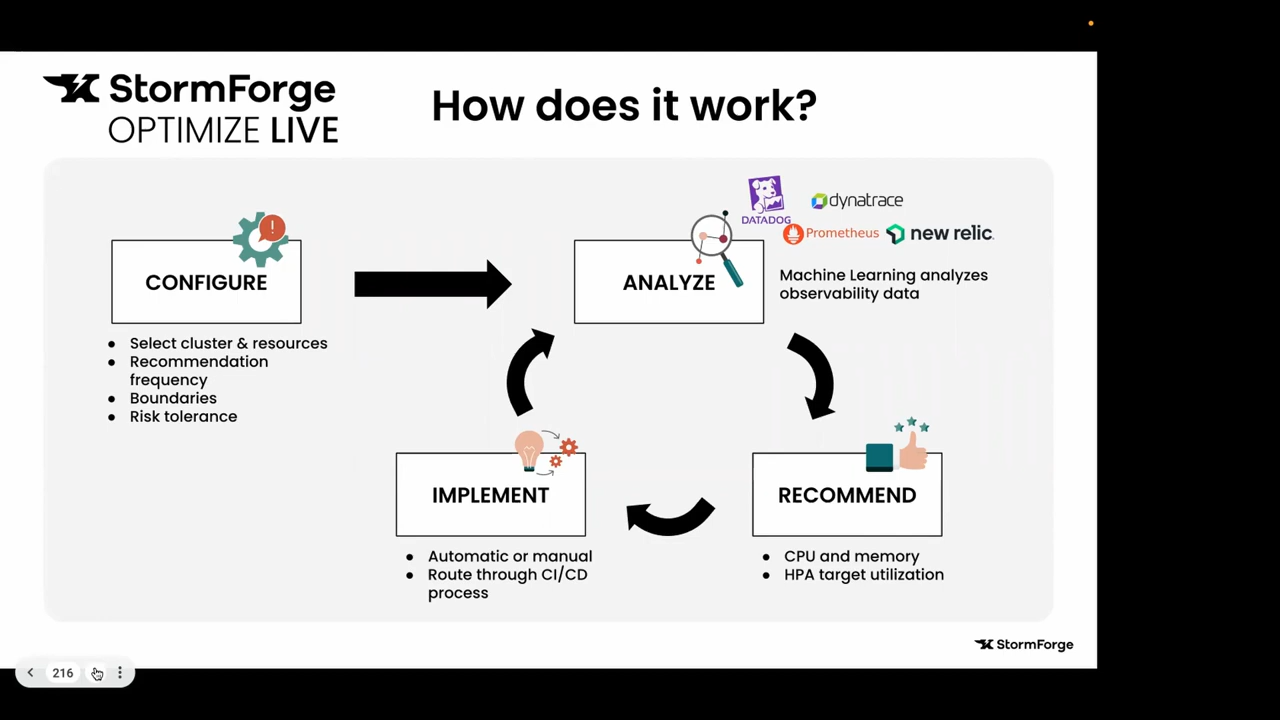 StormForge
OPTIMIZE LIVE
How does it work?
CONFIGURE
Select cluster & resources
Recommendation
frequency
Boundaries
Risk tolerance
DATADOG
dynatrace
Prometheus
new relic.
ANALYZE
Machine Learning analyzes
observability data
IMPLEMENT
Automatic or manual
Route through CI/CD
process
RECOMMEND
CPU and memory
HPA target utilization
StormForge
216